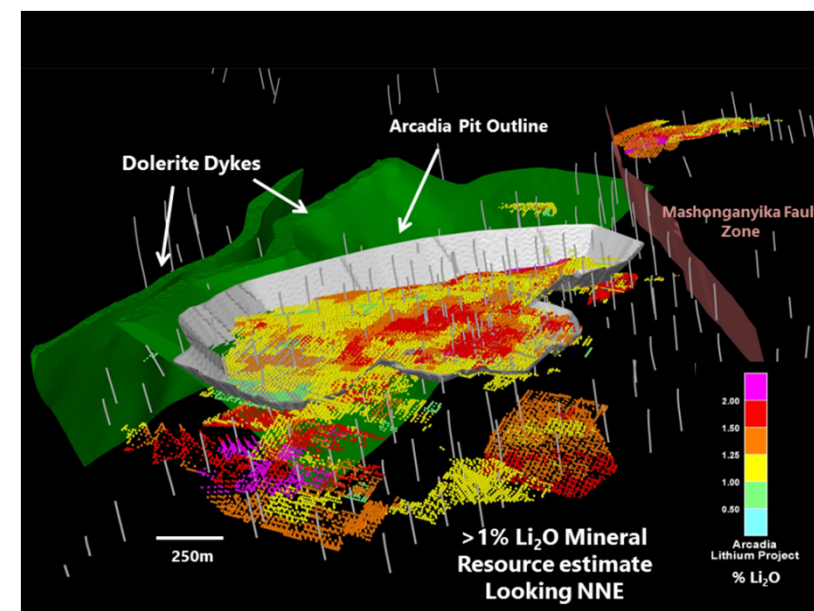 Arcadia Pit Outline
Dolerite Dykes
Mashonganyika Faul
Zone
2.00
1.50
1.25
1.00
0.50
Arcadia
Lithium Project
% Li₂O
250m
>1% Li₂O Mineral
Resource estimate
Looking NNE